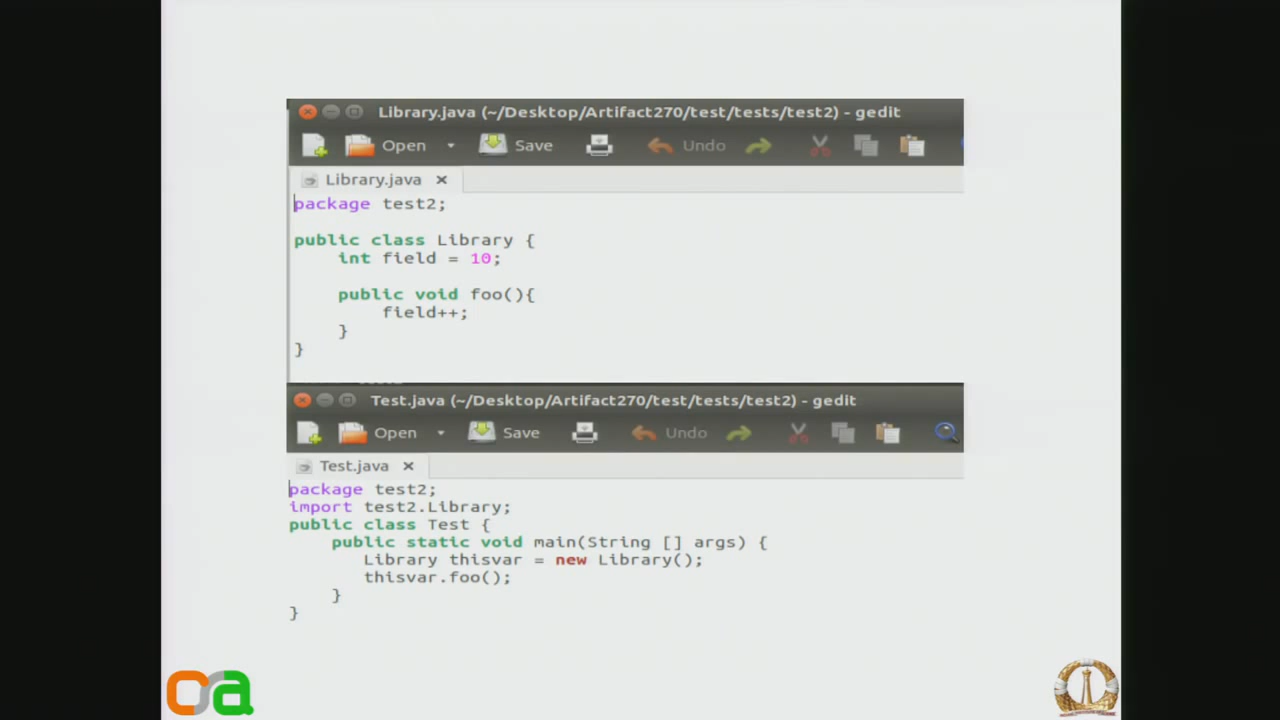 Library.java (~/Desktop/Artifact270/test/tests/test2) - gedit
Open Save Undo
Library.java
package test2;
public class Library {
int field = 10;
public void foo(){
field++;
}
}
Test.java (~/Desktop/Artifact270/test/tests/test2) - gedit
Open Save Undo
Test.java
package test2;
import test2.Library;
public class Test {
public static void main(String [] args) {
Library thisvar = new Library();
thisvar.foo();
}
}